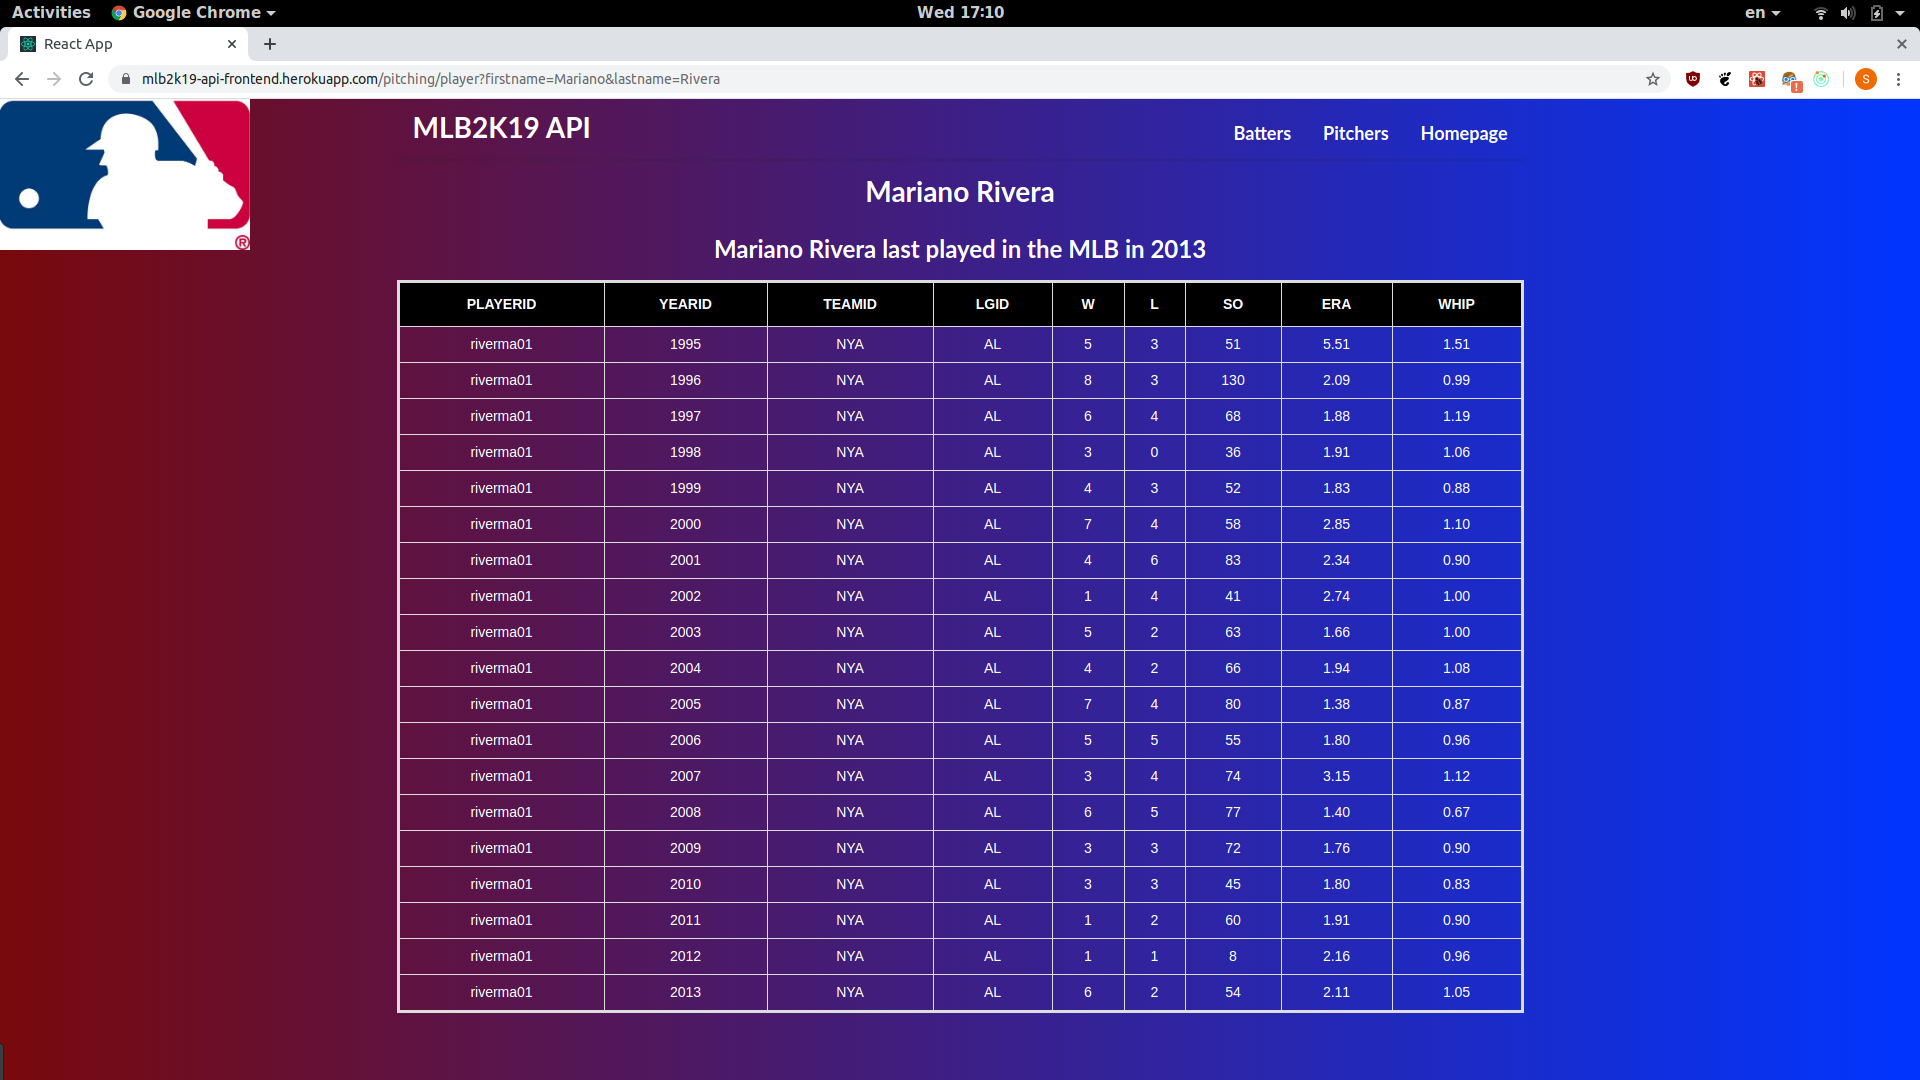 Activities Google Chrome Wed 17:10 en
React App
mlb2k19-api-frontend.herokuapp.com/pitching/player?firstname=Mariano&lastname=Rivera S
MLB2K19 API Batters Pitchers Homepage
®
Mariano Rivera
Mariano Rivera last played in the MLB in 2013
PLAYERID YEARID TEAMID LGID W L SO ERA WHIP
riverma01 1995 NYA AL 5 3 51 5.51 1.51
riverma01 1996 NYA AL 8 3 130 2.09 0.99
riverma01 1997 NYA AL 6 4 68 1.88 1.19
riverma01 1998 NYA AL 3 0 36 1.91 1.06
riverma01 1999 NYA AL 4 3 52 1.83 0.88
riverma01 2000 NYA AL 7 4 58 2.85 1.10
riverma01 2001 NYA AL 4 6 83 2.34 0.90
riverma01 2002 NYA AL 1 4 41 2.74 1.00
riverma01 2003 NYA AL 5 2 63 1.66 1.00
riverma01 2004 NYA AL 4 2 66 1.94 1.08
riverma01 2005 NYA AL 7 4 80 1.38 0.87
riverma01 2006 NYA AL 5 5 55 1.80 0.96
riverma01 2007 NYA AL 3 4 74 3.15 1.12
riverma01 2008 NYA AL 6 5 77 1.40 0.67
riverma01 2009 NYA AL 3 3 72 1.76 0.90
riverma01 2010 NYA AL 3 3 45 1.80 0.83
riverma01 2011 NYA AL 1 2 60 1.91 0.90
riverma01 2012 NYA AL 1 1 8 2.16 0.96
riverma01 2013 NYA AL 6 2 54 2.11 1.05